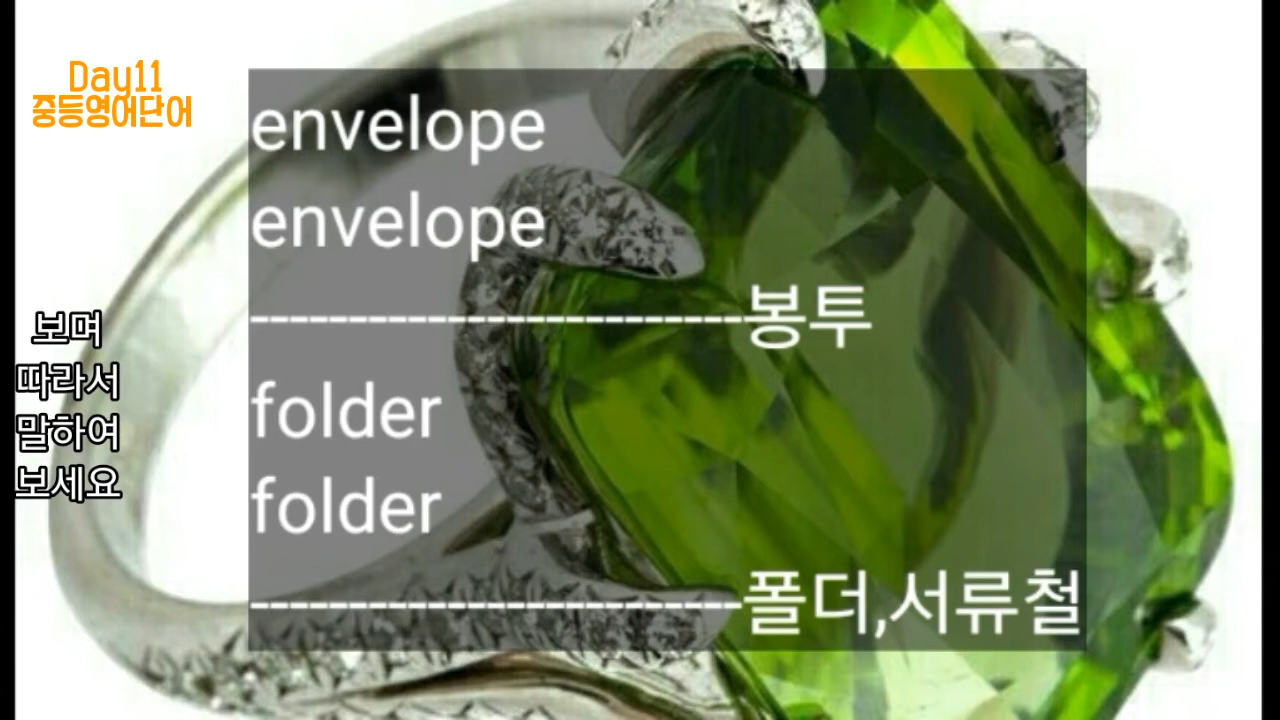 Day11
중등영어단어
envelope
envelope
-------------------------봉투
folder
folder
-------------------------폴더,서류철
보며
따라서
말하여
보세요